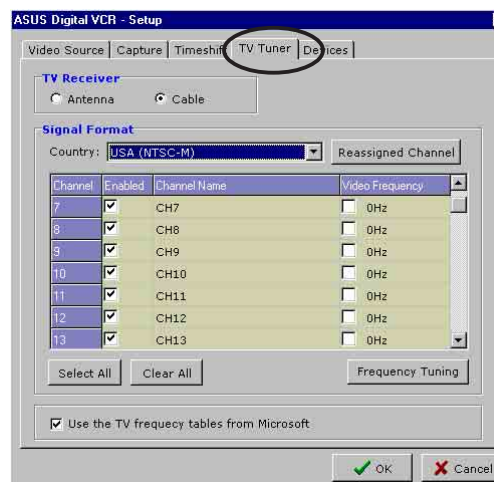 ASUS Digital VCR - Setup
Video Source Capture Timeshift TV Tuner Devices
TV Receiver
Antenna Cable
Signal Format
Country: USA (NTSC-M) Reassigned Channel
Channel Enabled Channel Name Video Frequency
7 CH7 0Hz
8 CH8 0Hz
9 CH9 0Hz
10 CH10 0Hz
11 CH11 0Hz
12 CH12 0Hz
13 CH13 0Hz
Select All Clear All Frequency Tuning
Use the TV frequecy tables from Microsoft
OK Cancel